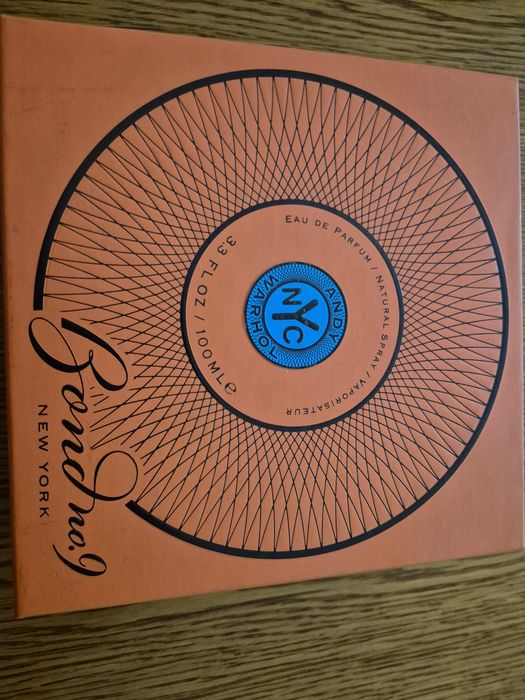 EAU DE PARFUM / NATURAL SPRAY / VAPORISATEUR
ANDY
NYC
WARHOL
3.3 FL OZ / 100ML e
Bond no.9
NEW YORK